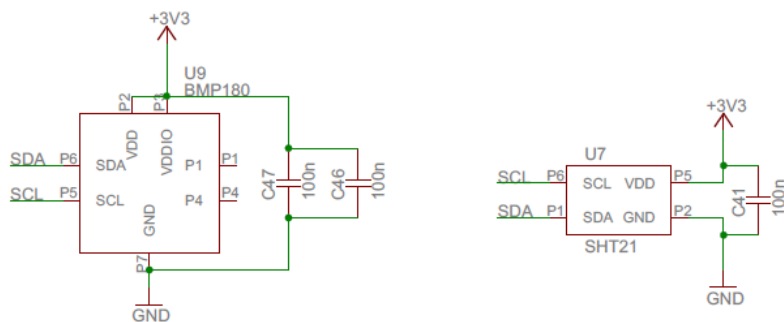 +3V3
U9
BMP180
P2
P3
VDD
VDDIO
SDA
P6
SDA
P1
P1
SCL
P5
SCL
P4
P4
GND
P7
GND
C47
100n
C46
100n
+3V3
U7
SCL
P6
SCL
VDD
P5
SDA
P1
SDA
GND
P2
SHT21
C41
100n
GND